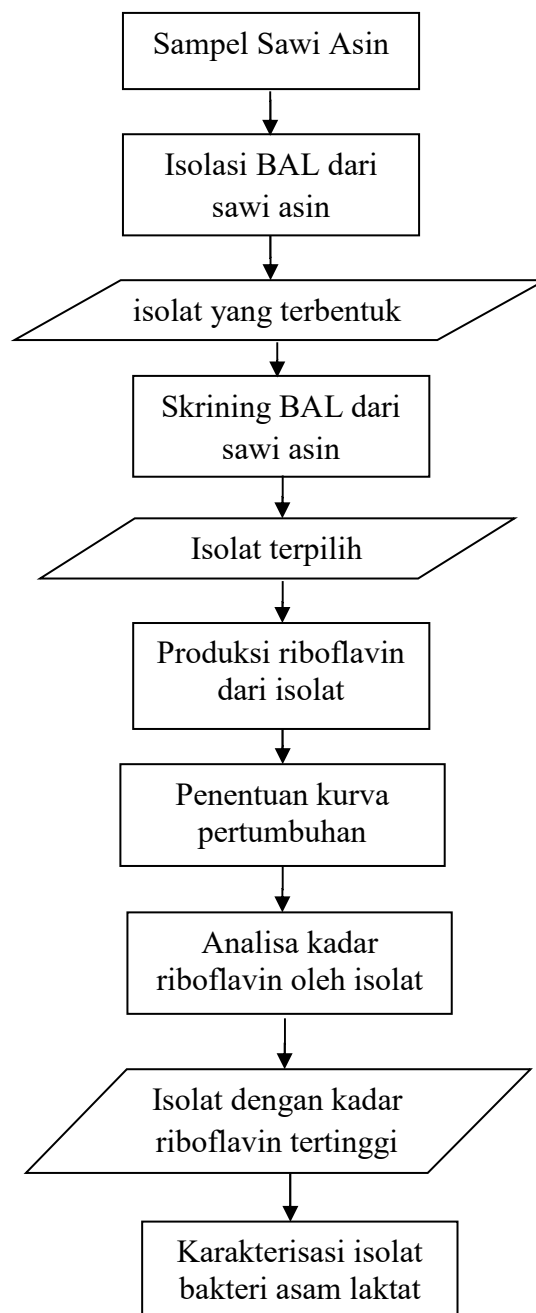 Sampel Sawi Asin
Isolasi BAL dari
sawi asin
isolat yang terbentuk
Skrining BAL dari
sawi asin
Isolat terpilih
Produksi riboflavin
dari isolat
Penentuan kurva
pertumbuhan
Analisa kadar
riboflavin oleh isolat
Isolat dengan kadar
riboflavin tertinggi
Karakterisasi isolat
bakteri asam laktat